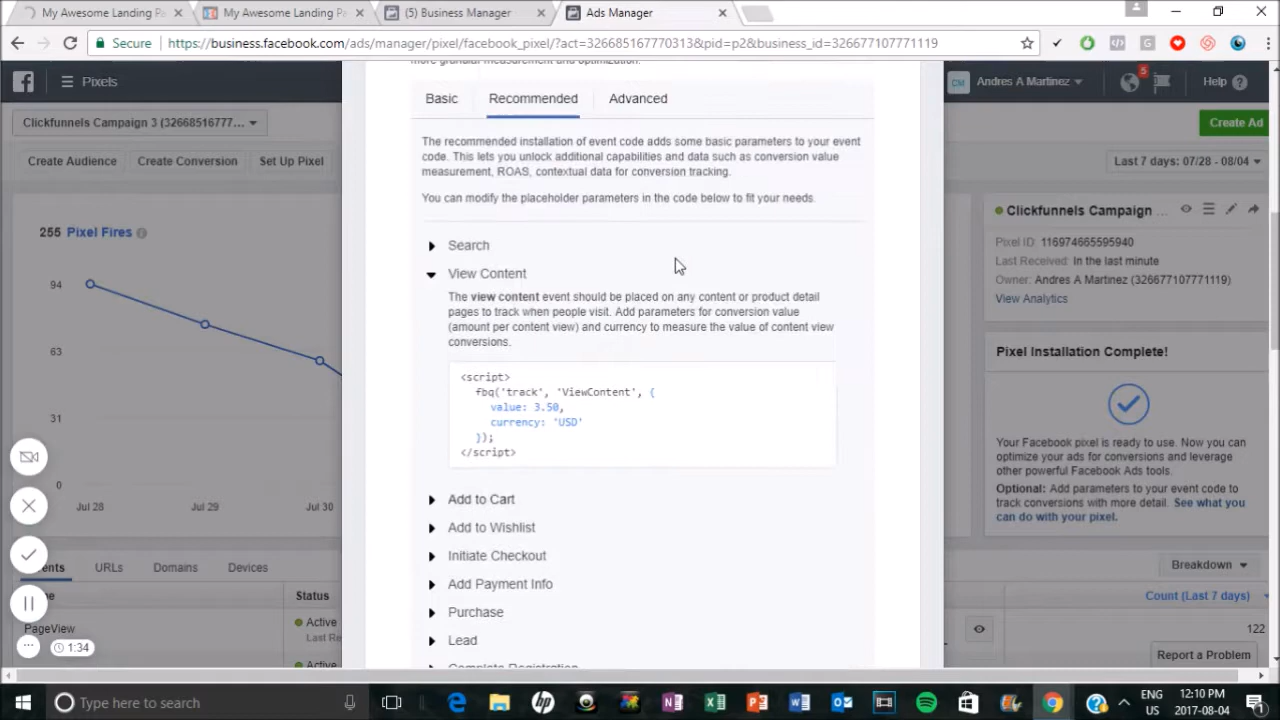 My Awesome Landing Pa
My Awesome Landing Pa
(5) Business Manager
Ads Manager
Secure
https://business.facebook.com/ads/manager/pixel/facebook_pixel/?act=326685167770313&pid=p2&business_id=326677107771119
more granular measurement and optimization.
Pixels
CM
Andres A Martinez
5
Help
Clickfunnels Campaign 3 (32668516777...
Create Ad
Create Audience
Create Conversion
Set Up Pixel
Last 7 days: 07/28 - 08/04
Basic
Recommended
Advanced
The recommended installation of event code adds some basic parameters to your event
code. This lets you unlock additional capabilities and data such as conversion value
measurement, ROAS, contextual data for conversion tracking.
You can modify the placeholder parameters in the code below to fit your needs.
Search
View Content
The view content event should be placed on any content or product detail
pages to track when people visit. Add parameters for conversion value
(amount per content view) and currency to measure the value of content view
conversions.
<script>
fbq('track', 'ViewContent', {
value: 3.50,
currency: 'USD'
});
</script>
Add to Cart
Add to Wishlist
Initiate Checkout
Add Payment Info
Purchase
Lead
Complete Registration
255 Pixel Fires
94
63
31
0
Jul 28
Jul 29
Jul 30
URLs
Domains
Devices
Status
PageView
Active
Last Re
Active
1:34
Clickfunnels Campaign ...
Pixel ID: 116974665595940
Last Received: In the last minute
Owner: Andres A Martinez (326677107771119)
View Analytics
Pixel Installation Complete!
Your Facebook pixel is ready to use. Now you can
optimize your ads for conversions and leverage
other powerful Facebook Ads tools.
Optional: Add parameters to your event code to
track conversions with more detail. See what you
can do with your pixel.
Breakdown
Count (Last 7 days)
122
Report a Problem
Type here to search
ENG
US
12:10 PM
2017-08-04